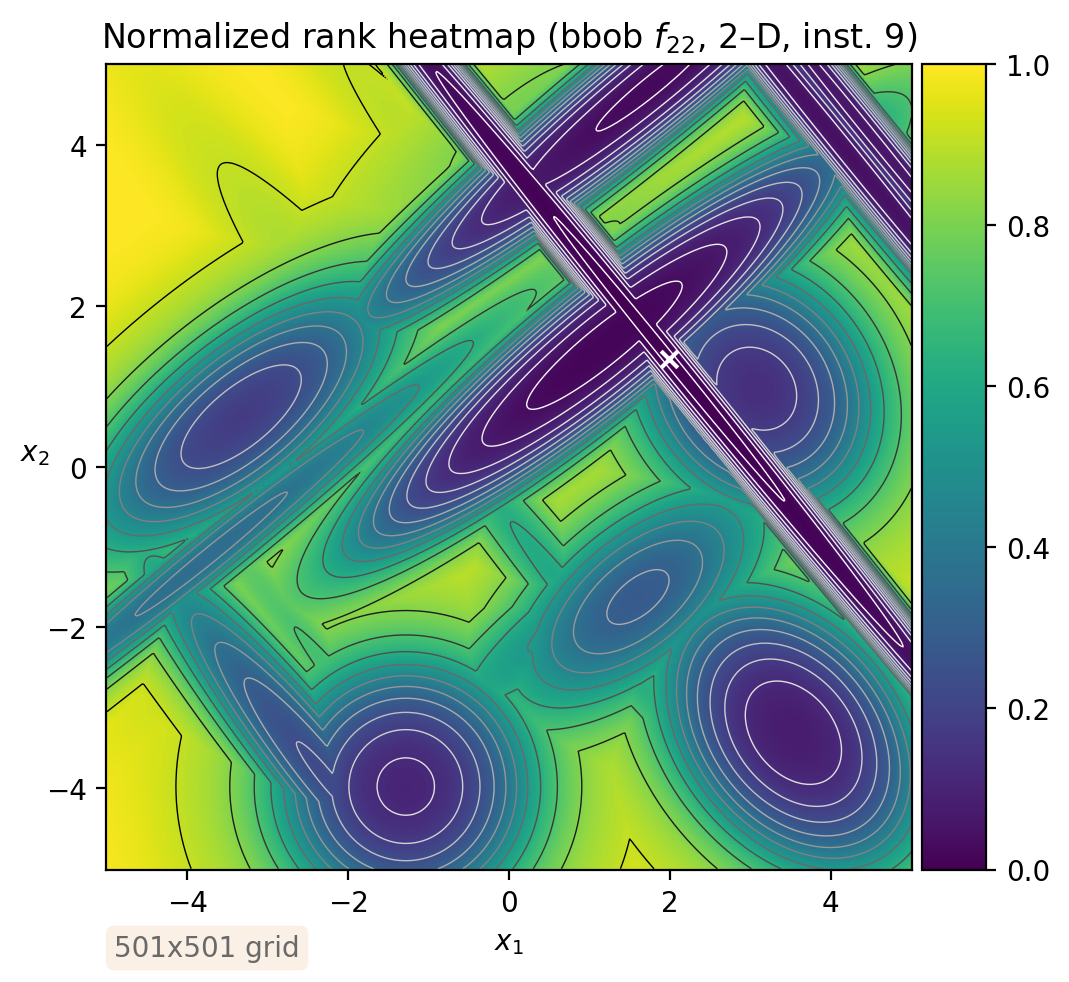 Normalized rank heatmap (bbob f₂₂, 2–D, inst. 9)
1.0
0.8
0.6
0.4
0.2
0.0
4
2
x₂ 0
−2
−4
−4 −2 0 2 4
x₁
501x501 grid